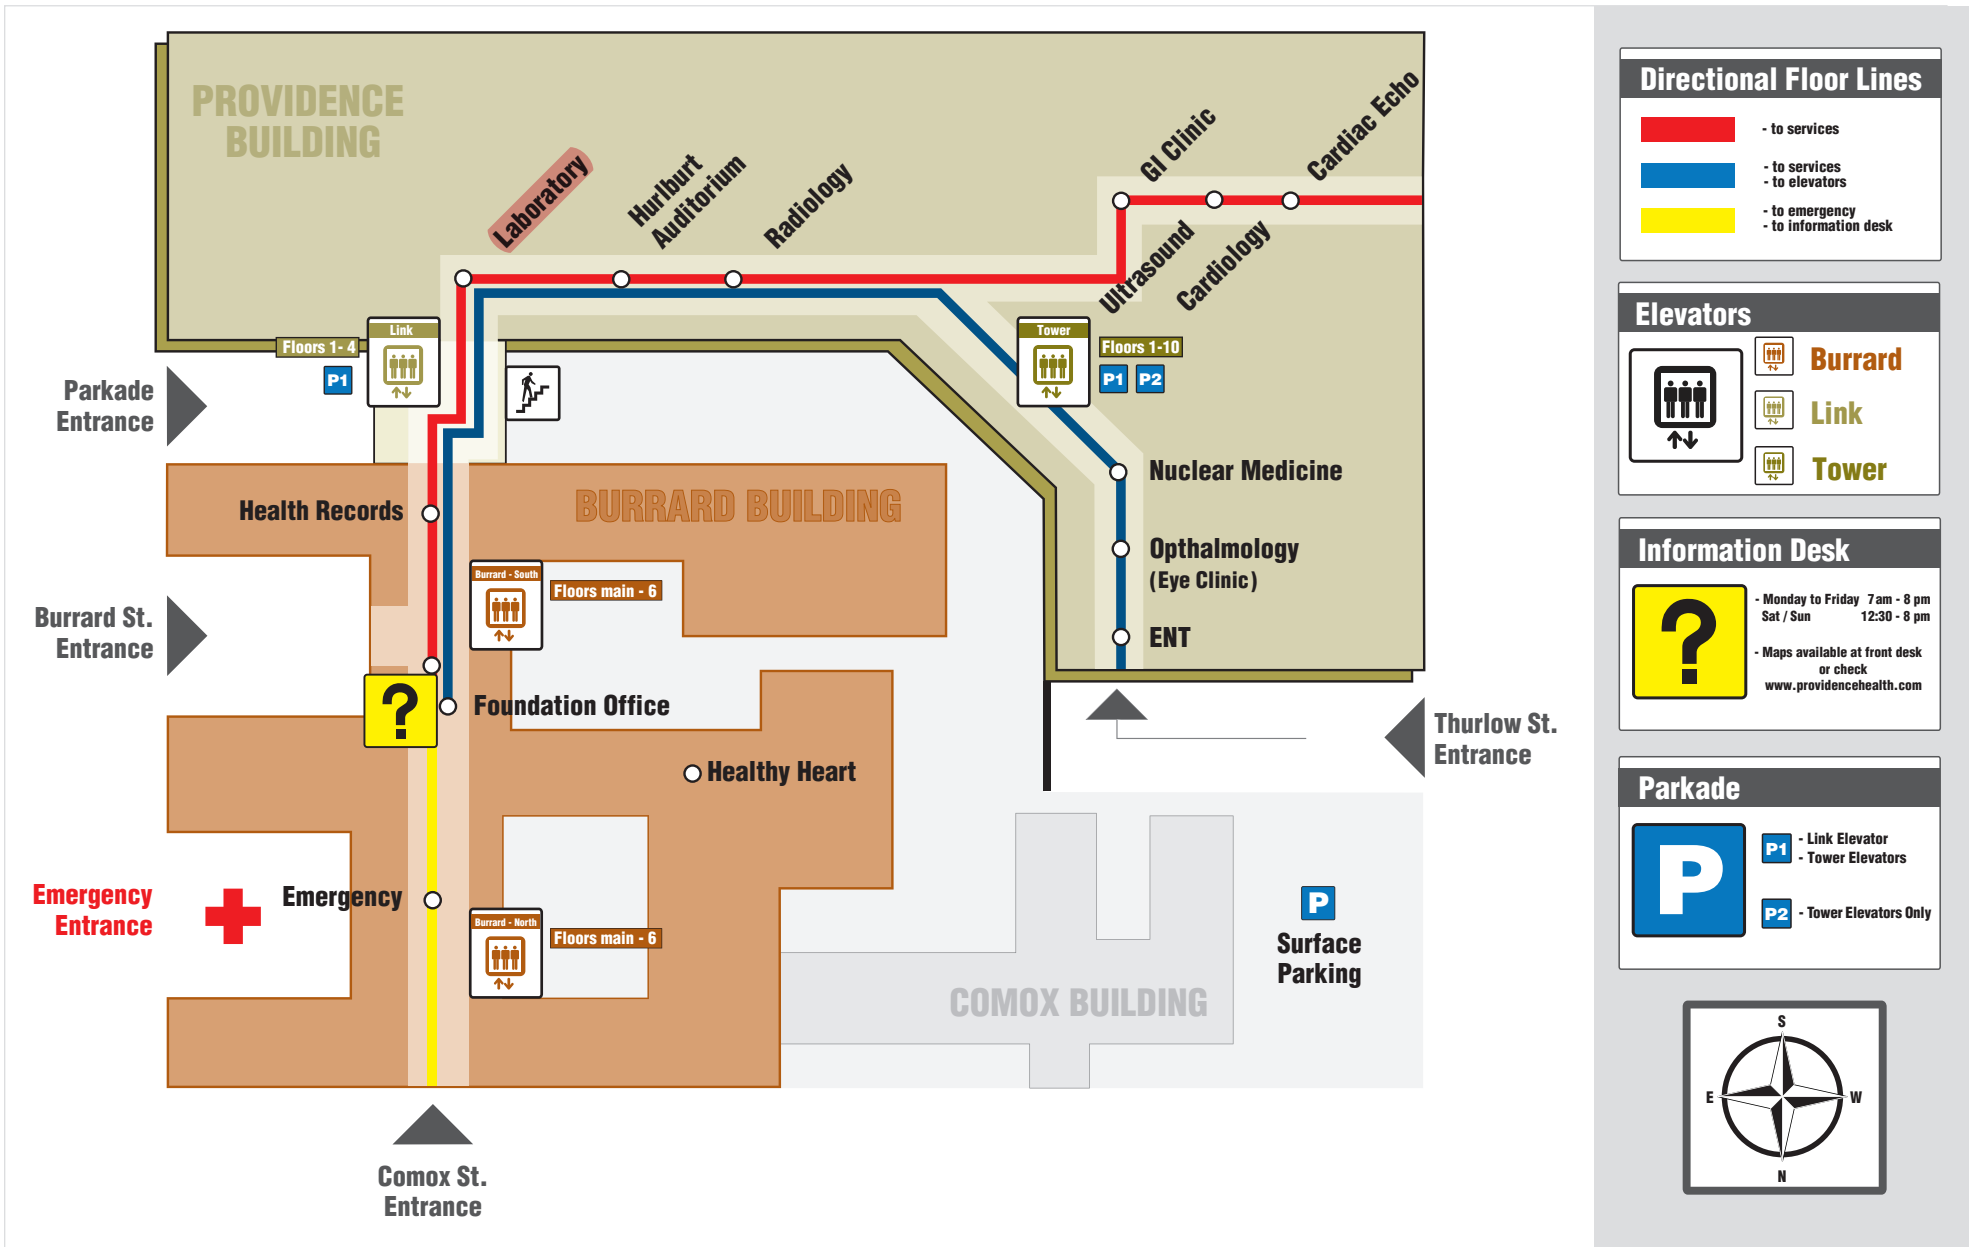 PROVIDENCE
BUILDING
Laboratory
Hurlburt
Auditorium
Radiology
GI Clinic
Cardiac Echo
Ultrasound
Cardiology
Link
Floors 1- 4
P1
Tower
Floors 1-10
P1 P2
Parkade
Entrance
Health Records
BURRARD BUILDING
Nuclear Medicine
Opthalmology
(Eye Clinic)
ENT
Burrard - South
Floors main - 6
Burrard St.
Entrance
?
Foundation Office
Healthy Heart
Thurlow St.
Entrance
Emergency
Entrance
Emergency
Burrard - North
Floors main - 6
P
Surface
Parking
COMOX BUILDING
Comox St.
Entrance
Directional Floor Lines
- to services
- to services
- to elevators
- to emergency
- to information desk
Elevators
Burrard
Link
Tower
Information Desk
?
- Monday to Friday 7am - 8 pm
Sat / Sun 12:30 - 8 pm
- Maps available at front desk
or check
www.providencehealth.com
Parkade
P
P1 - Link Elevator
- Tower Elevators
P2 - Tower Elevators Only
S
E W
N